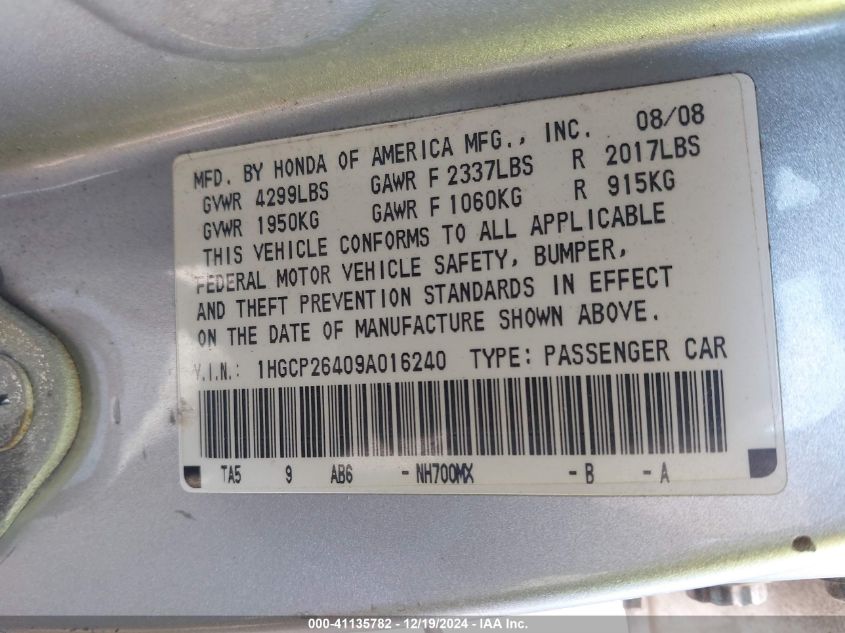 MFD. BY HONDA OF AMERICA MFG., INC. 08/08
GVWR 4299LBS GAWR F 2337LBS R 2017LBS
GVWR 1950KG GAWR F 1060KG R 915KG
THIS VEHICLE CONFORMS TO ALL APPLICABLE
FEDERAL MOTOR VEHICLE SAFETY, BUMPER,
AND THEFT PREVENTION STANDARDS IN EFFECT
ON THE DATE OF MANUFACTURE SHOWN ABOVE.
V.I.N.: 1HGCP26409A016240 TYPE: PASSENGER CAR
TA5 9 AB6 - NH700MX - B - A
000-41135782 - 12/19/2024 - IAA Inc.